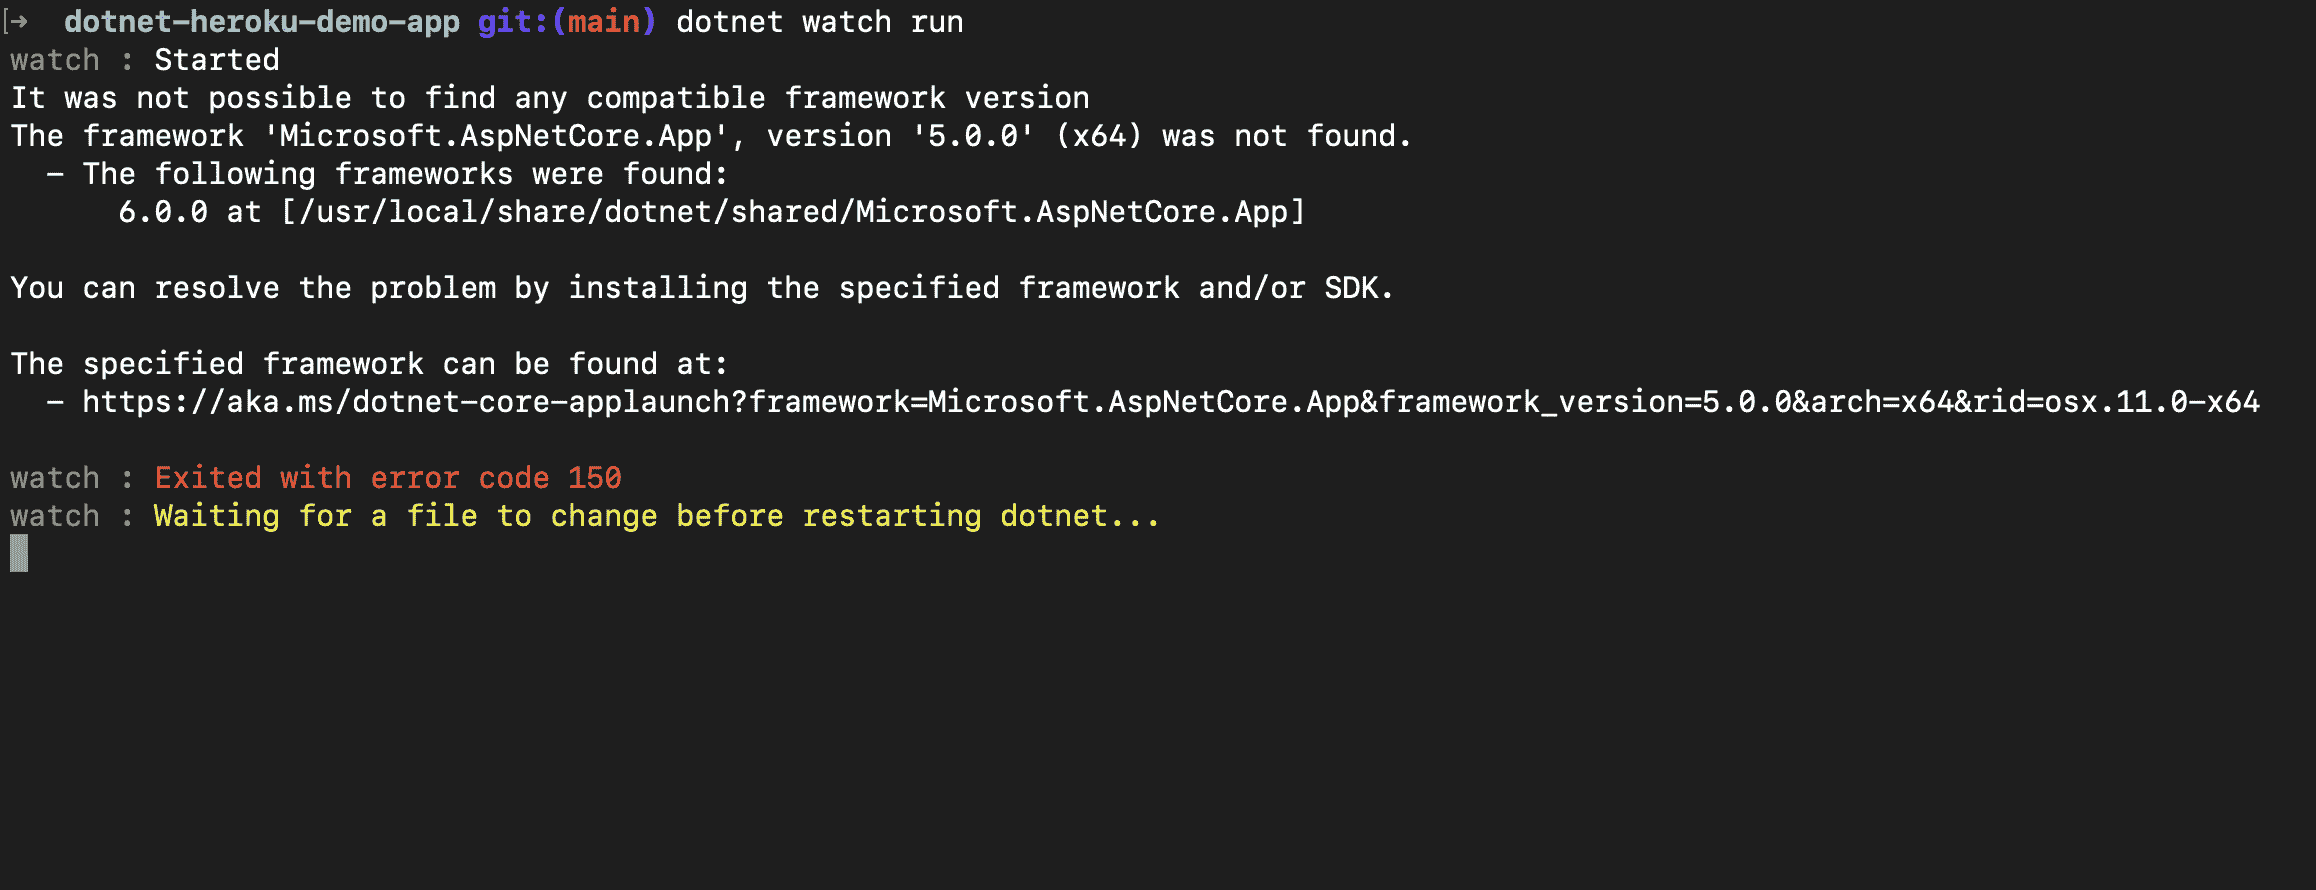 [➜  dotnet-heroku-demo-app git:(main) dotnet watch run
watch : Started
It was not possible to find any compatible framework version
The framework 'Microsoft.AspNetCore.App', version '5.0.0' (x64) was not found.
  - The following frameworks were found:
      6.0.0 at [/usr/local/share/dotnet/shared/Microsoft.AspNetCore.App]
You can resolve the problem by installing the specified framework and/or SDK.
The specified framework can be found at:
  - https://aka.ms/dotnet-core-applaunch?framework=Microsoft.AspNetCore.App&framework_version=5.0.0&arch=x64&rid=osx.11.0-x64
watch : Exited with error code 150
watch : Waiting for a file to change before restarting dotnet...